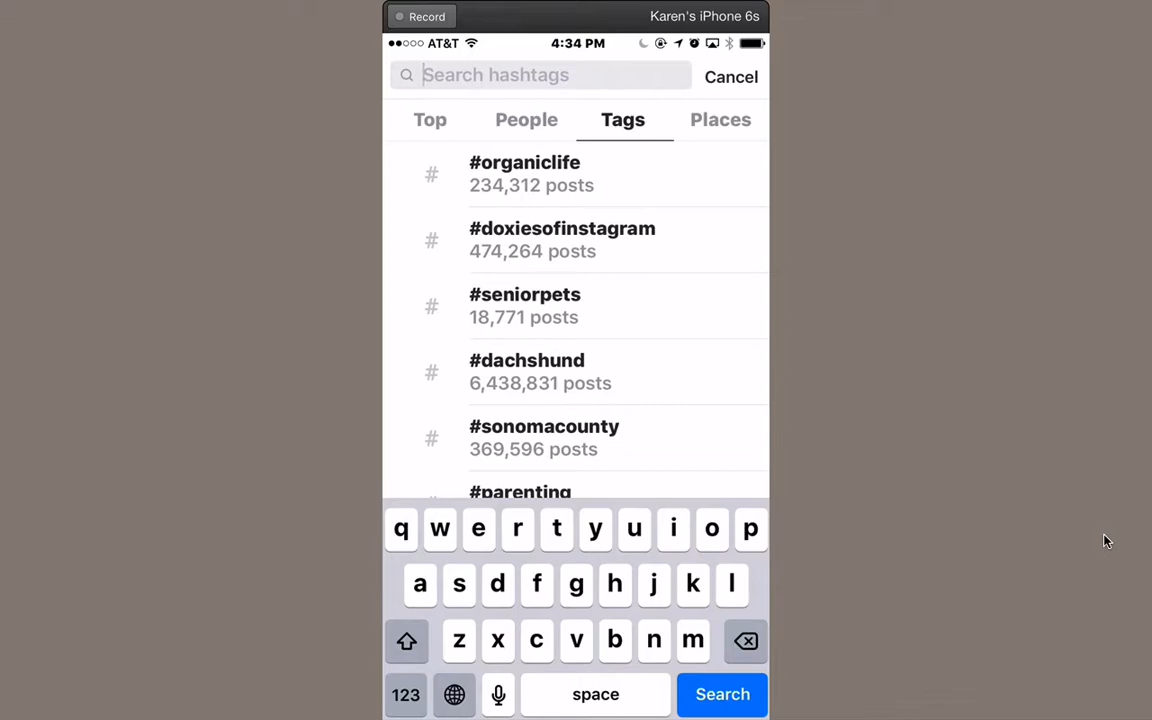 Record
Karen's iPhone 6s
AT&T 4:34 PM
Search hashtags
Cancel
Top People Tags Places
# #organiclife
234,312 posts
# #doxiesofinstagram
474,264 posts
# #seniorpets
18,771 posts
# #dachshund
6,438,831 posts
# #sonomacounty
369,596 posts
#parenting
q w e r t y u i o p
a s d f g h j k l
z x c v b n m
123 space Search